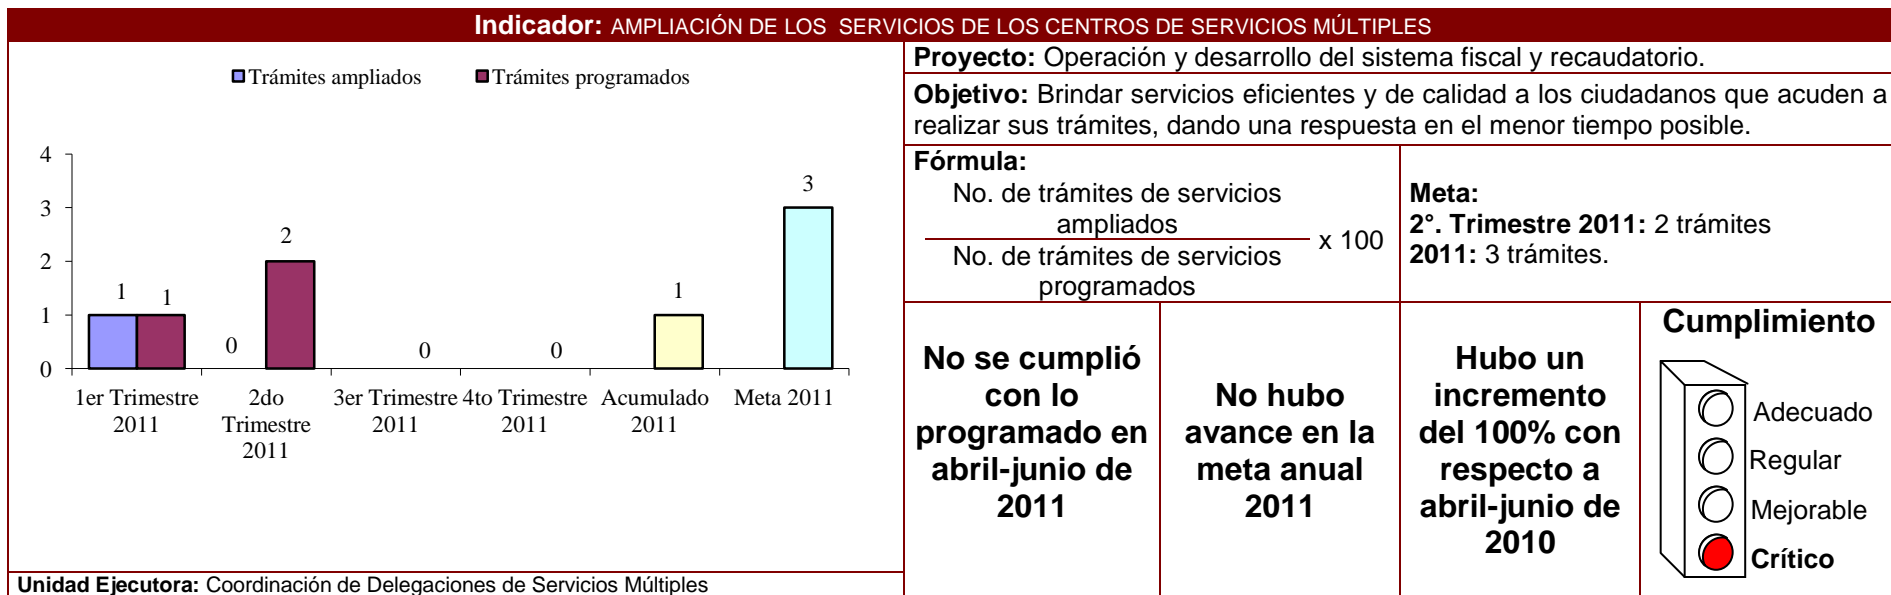 Indicador: AMPLIACIÓN DE LOS SERVICIOS DE LOS CENTROS DE SERVICIOS MÚLTIPLES
Trámites ampliados
Trámites programados
4
3
2
1
0
1
1
0
2
0
0
1
3
1er Trimestre
2011
2do
Trimestre
2011
3er Trimestre
2011
4to Trimestre
2011
Acumulado
2011
Meta 2011
Unidad Ejecutora: Coordinación de Delegaciones de Servicios Múltiples
Proyecto: Operación y desarrollo del sistema fiscal y recaudatorio.
Objetivo: Brindar servicios eficientes y de calidad a los ciudadanos que acuden a
realizar sus trámites, dando una respuesta en el menor tiempo posible.
Fórmula:
No. de trámites de servicios
ampliados
x 100
No. de trámites de servicios
programados
Meta:
2°. Trimestre 2011: 2 trámites
2011: 3 trámites.
No se cumplió
con lo
programado en
abril-junio de
2011
No hubo
avance en la
meta anual
2011
Hubo un
incremento
del 100% con
respecto a
abril-junio de
2010
Cumplimiento
Adecuado
Regular
Mejorable
Crítico